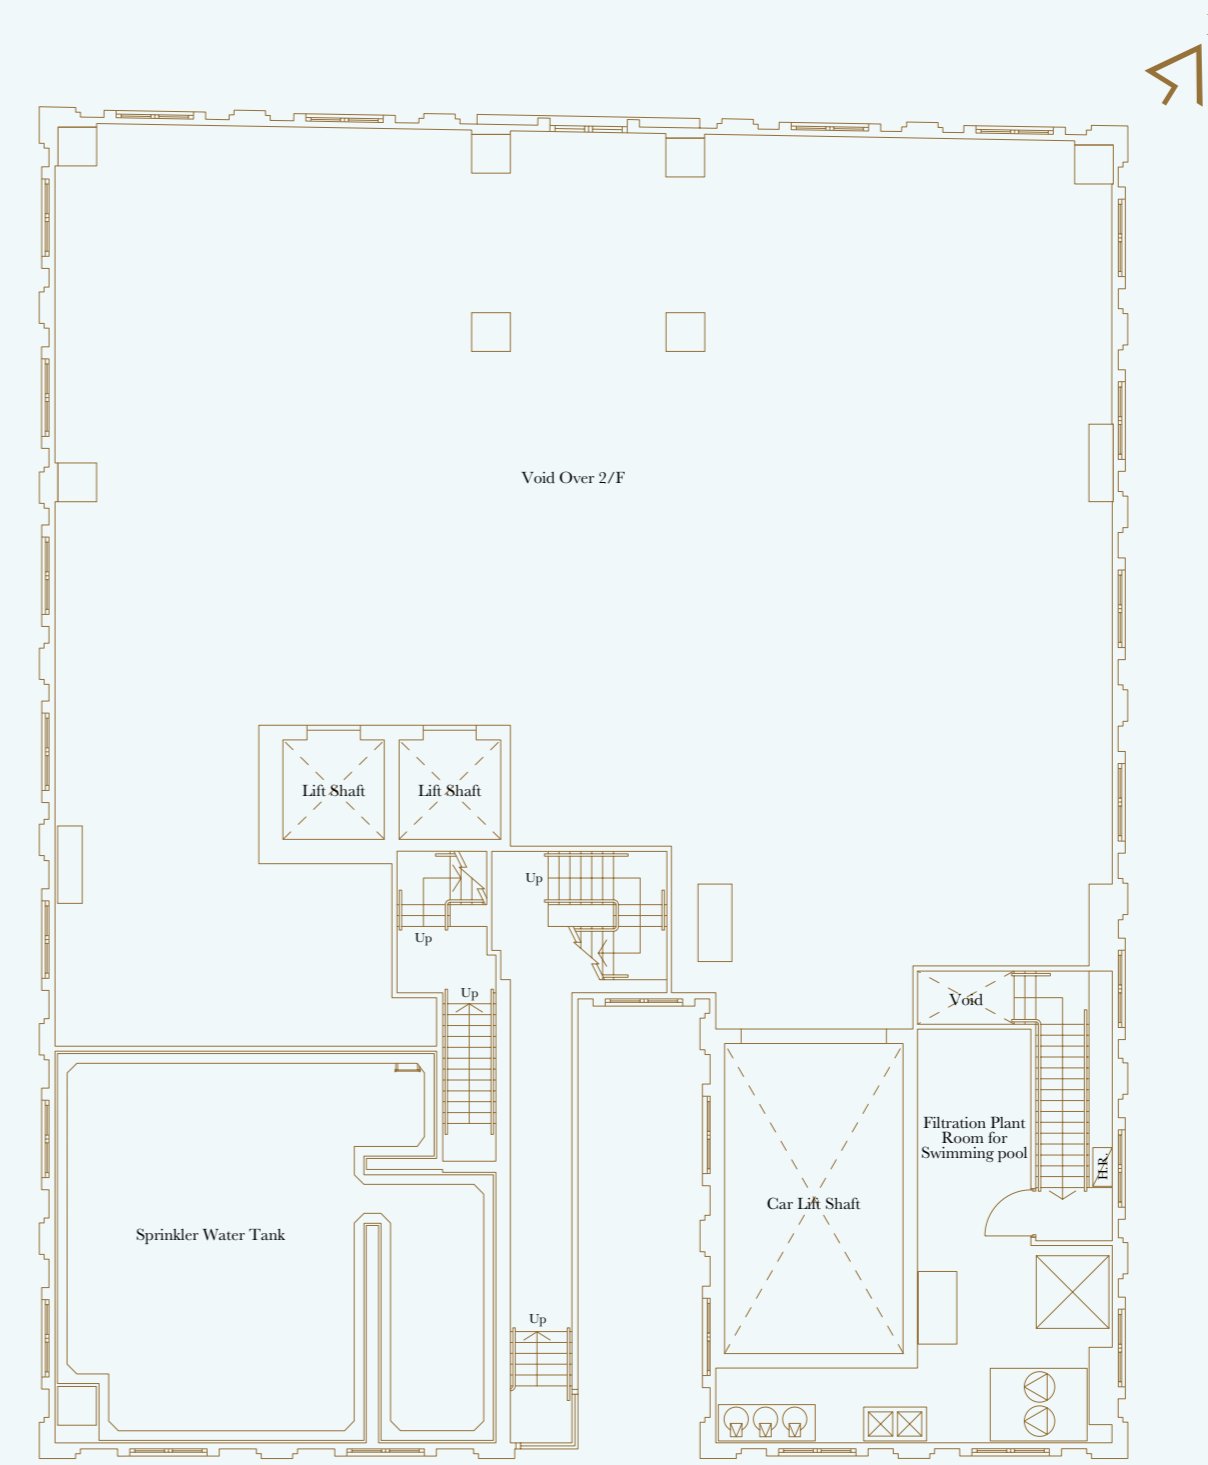 Void Over 2/F
Lift Shaft
Lift Shaft
Up
Up
Up
Void
Filtration Plant
Room for
Swimming pool
H.R.
Car Lift Shaft
Sprinkler Water Tank
Up